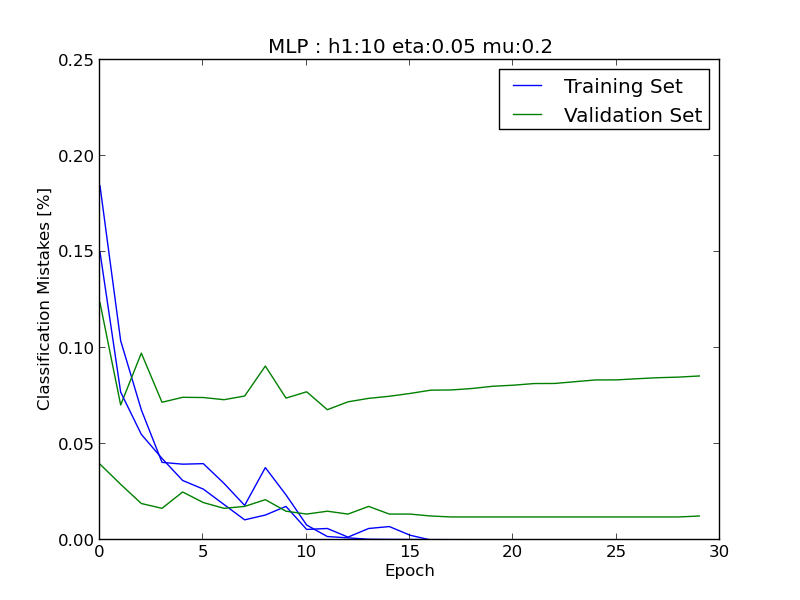 MLP : h1:10 eta:0.05 mu:0.2
Training Set
Validation Set
Classification Mistakes [%]
0.25
0.20
0.15
0.10
0.05
0.00
0 5 10 15 20 25 30
Epoch